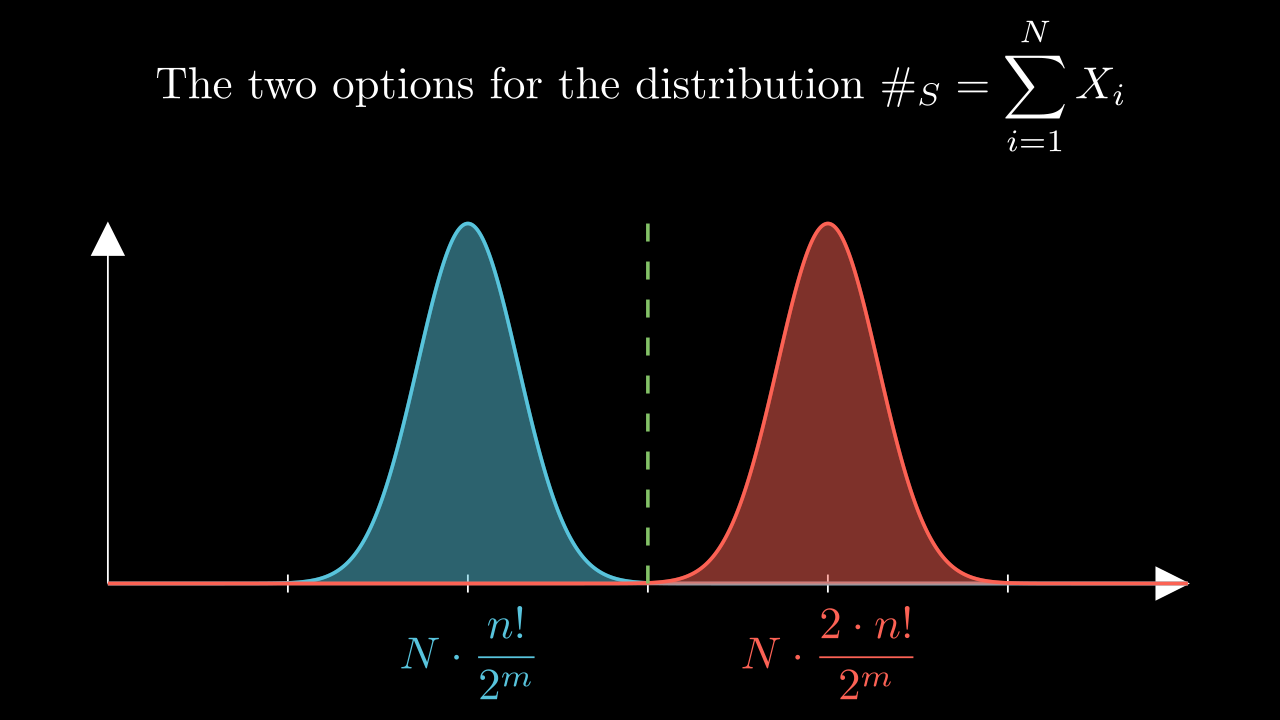 The two options for the distribution $\#_S = \sum_{i=1}^{N} X_i$
$N \cdot \frac{n!}{2^m}$
$N \cdot \frac{2 \cdot n!}{2^m}$